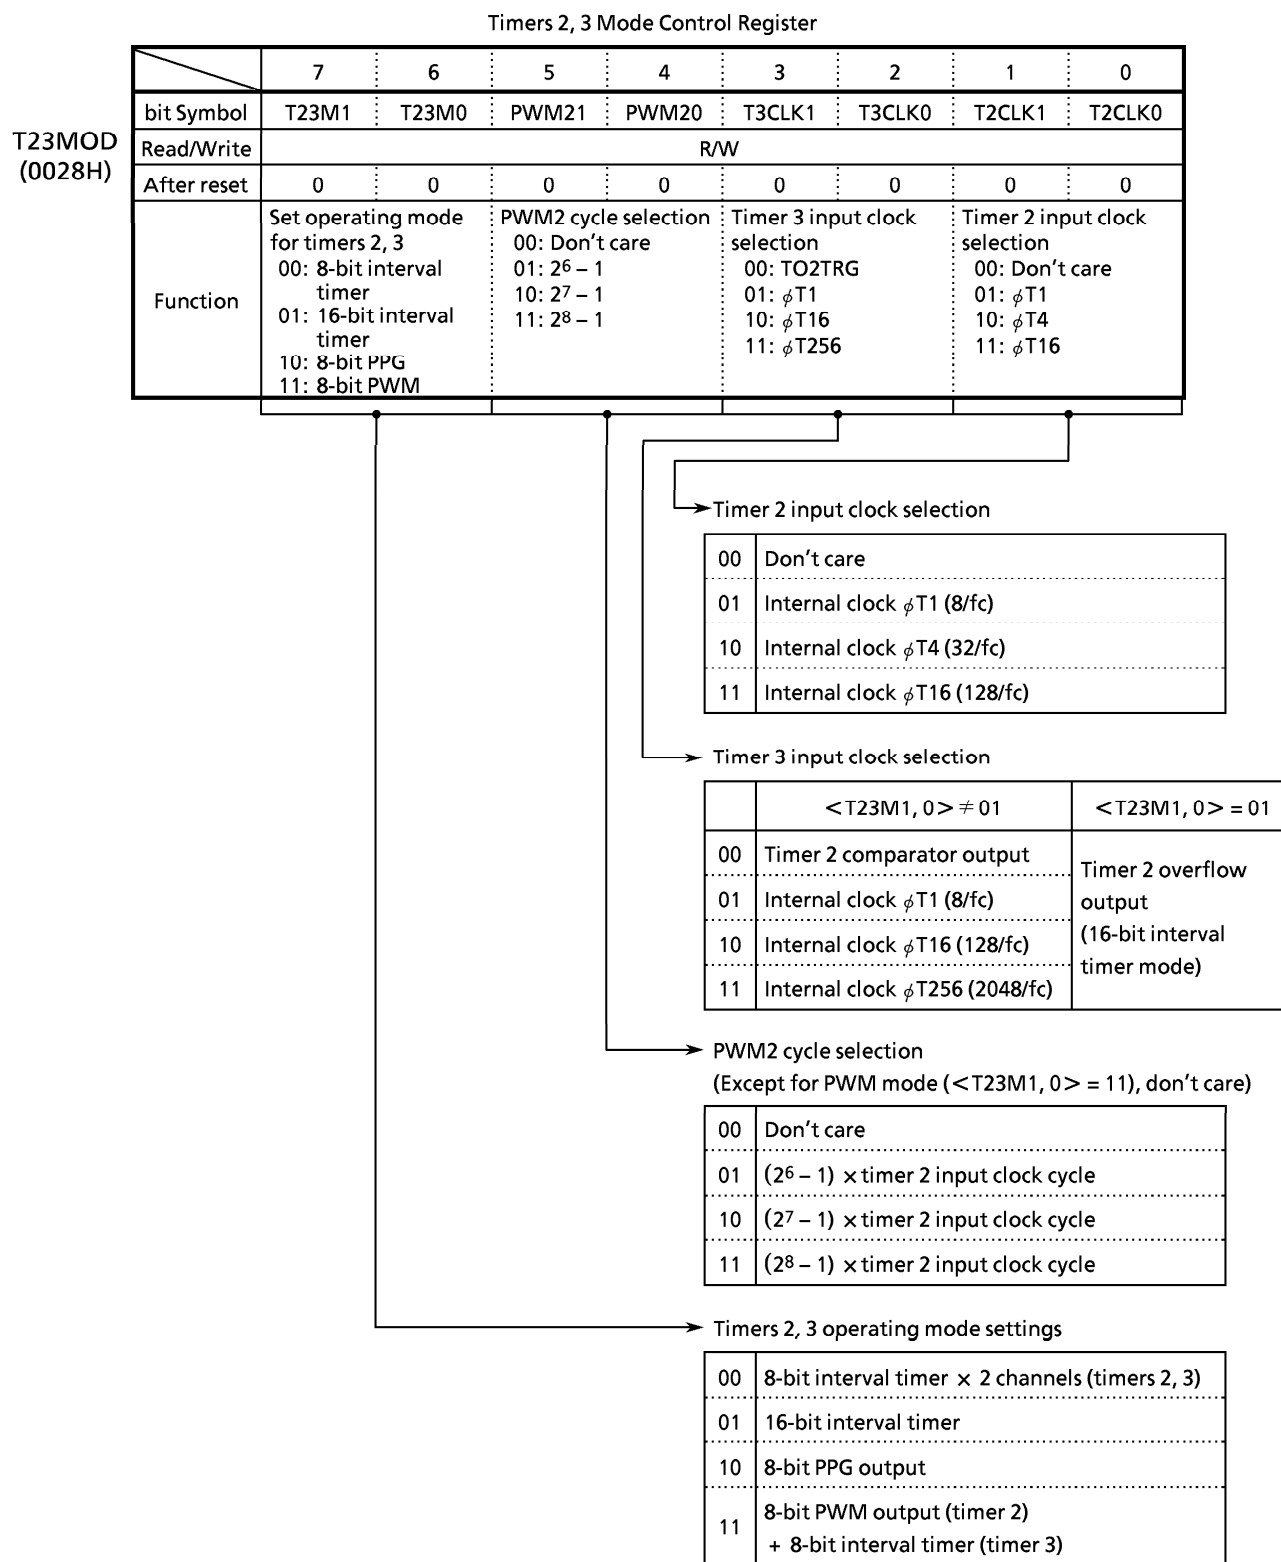 Timers 2, 3 Mode Control Register
7 6 5 4 3 2 1 0
bit Symbol T23M1 T23M0 PWM21 PWM20 T3CLK1 T3CLK0 T2CLK1 T2CLK0
T23MOD
(0028H)
Read/Write R/W
After reset 0 0 0 0 0 0 0 0
Function
Set operating mode
for timers 2, 3
00: 8-bit interval
timer
01: 16-bit interval
timer
10: 8-bit PPG
11: 8-bit PWM
PWM2 cycle selection
00: Don't care
01: 2⁶ – 1
10: 2⁷ – 1
11: 2⁸ – 1
Timer 3 input clock
selection
00: TO2TRG
01: ϕT1
10: ϕT16
11: ϕT256
Timer 2 input clock
selection
00: Don't care
01: ϕT1
10: ϕT4
11: ϕT16
Timer 2 input clock selection
00 Don't care
01 Internal clock ϕT1 (8/fc)
10 Internal clock ϕT4 (32/fc)
11 Internal clock ϕT16 (128/fc)
Timer 3 input clock selection
<T23M1, 0> ≠ 01 <T23M1, 0> = 01
00 Timer 2 comparator output
01 Internal clock ϕT1 (8/fc)
10 Internal clock ϕT16 (128/fc)
11 Internal clock ϕT256 (2048/fc)
Timer 2 overflow
output
(16-bit interval
timer mode)
PWM2 cycle selection
(Except for PWM mode (<T23M1, 0> = 11), don't care)
00 Don't care
01 (2⁶ – 1) × timer 2 input clock cycle
10 (2⁷ – 1) × timer 2 input clock cycle
11 (2⁸ – 1) × timer 2 input clock cycle
Timers 2, 3 operating mode settings
00 8-bit interval timer × 2 channels (timers 2, 3)
01 16-bit interval timer
10 8-bit PPG output
11 8-bit PWM output (timer 2)
+ 8-bit interval timer (timer 3)